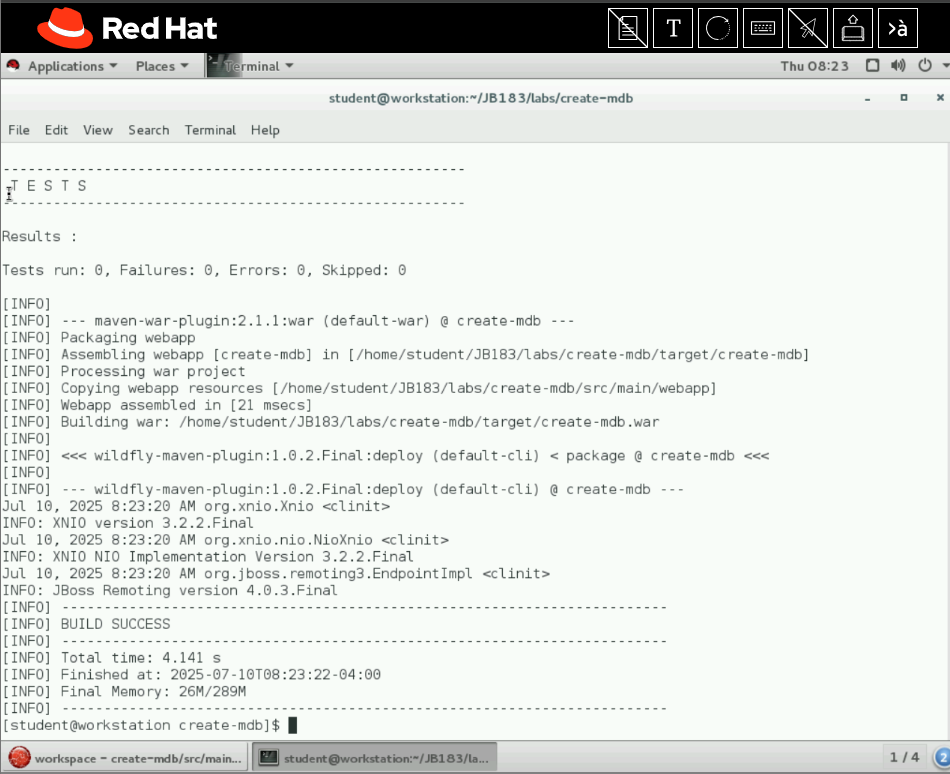 Red Hat
T
>à
Applications Places Terminal Thu 08:23
student@workstation:~/JB183/labs/create-mdb
File Edit View Search Terminal Help
-------------------------------------------------------
T E S T S
-------------------------------------------------------
Results :
Tests run: 0, Failures: 0, Errors: 0, Skipped: 0
[INFO]
[INFO] --- maven-war-plugin:2.1.1:war (default-war) @ create-mdb ---
[INFO] Packaging webapp
[INFO] Assembling webapp [create-mdb] in [/home/student/JB183/labs/create-mdb/target/create-mdb]
[INFO] Processing war project
[INFO] Copying webapp resources [/home/student/JB183/labs/create-mdb/src/main/webapp]
[INFO] Webapp assembled in [21 msecs]
[INFO] Building war: /home/student/JB183/labs/create-mdb/target/create-mdb.war
[INFO]
[INFO] <<< wildfly-maven-plugin:1.0.2.Final:deploy (default-cli) < package @ create-mdb <<<
[INFO]
[INFO] --- wildfly-maven-plugin:1.0.2.Final:deploy (default-cli) @ create-mdb ---
Jul 10, 2025 8:23:20 AM org.xnio.Xnio <clinit>
INFO: XNIO version 3.2.2.Final
Jul 10, 2025 8:23:20 AM org.xnio.nio.NioXnio <clinit>
INFO: XNIO NIO Implementation Version 3.2.2.Final
Jul 10, 2025 8:23:20 AM org.jboss.remoting3.EndpointImpl <clinit>
INFO: JBoss Remoting version 4.0.3.Final
[INFO] ------------------------------------------------------------------------
[INFO] BUILD SUCCESS
[INFO] ------------------------------------------------------------------------
[INFO] Total time: 4.141 s
[INFO] Finished at: 2025-07-10T08:23:22-04:00
[INFO] Final Memory: 26M/289M
[INFO] ------------------------------------------------------------------------
[student@workstation create-mdb]$
workspace - create-mdb/src/main... student@workstation:~/JB183/la... 1 / 4 2